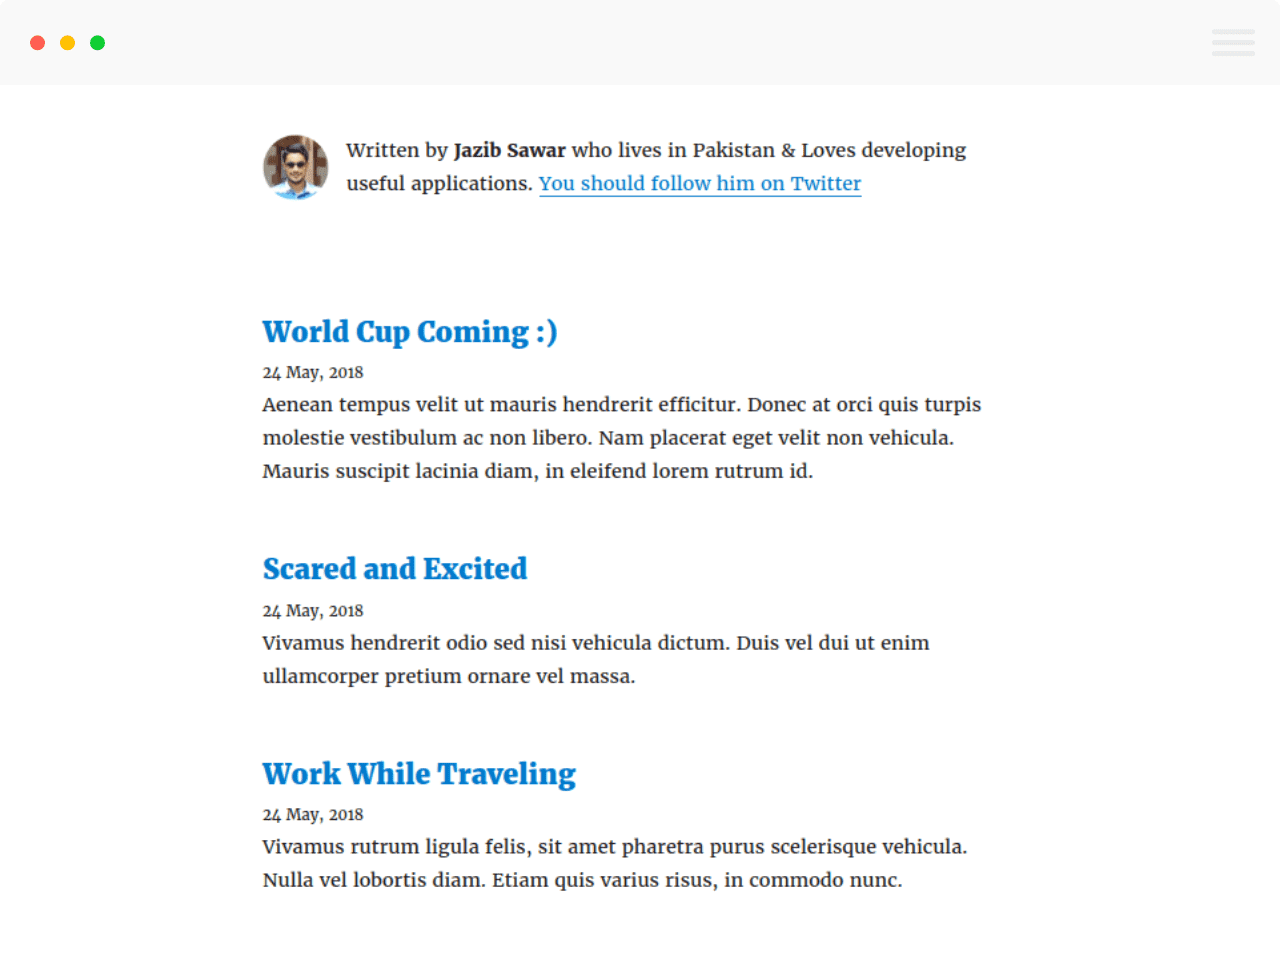 Written by Jazib Sawar who lives in Pakistan & Loves developing
useful applications. You should follow him on Twitter
World Cup Coming :)
24 May, 2018
Aenean tempus velit ut mauris hendrerit efficitur. Donec at orci quis turpis
molestie vestibulum ac non libero. Nam placerat eget velit non vehicula.
Mauris suscipit lacinia diam, in eleifend lorem rutrum id.
Scared and Excited
24 May, 2018
Vivamus hendrerit odio sed nisi vehicula dictum. Duis vel dui ut enim
ullamcorper pretium ornare vel massa.
Work While Traveling
24 May, 2018
Vivamus rutrum ligula felis, sit amet pharetra purus scelerisque vehicula.
Nulla vel lobortis diam. Etiam quis varius risus, in commodo nunc.